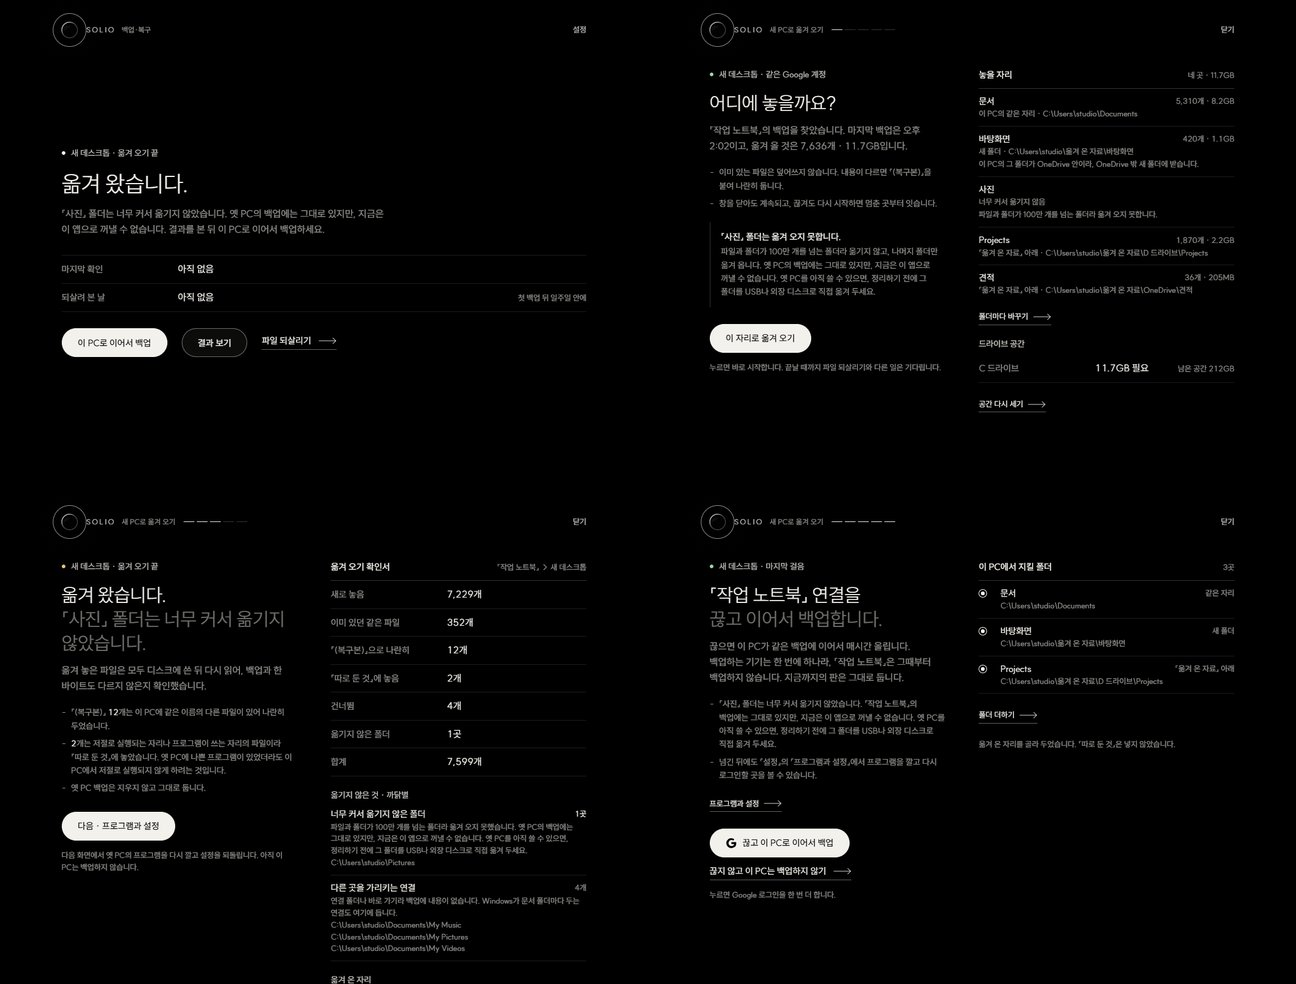 SOLIO 백업·복구
설정
새 데스크톱 · 옮겨 오기 끝
옮겨 왔습니다.
『사진』 폴더는 너무 커서 옮기지 않았습니다. 옛 PC의 백업에는 그대로 있지만, 지금은
이 앱으로 꺼낼 수 없습니다. 결과를 본 뒤 이 PC로 이어서 백업하세요.
마지막 확인 아직 없음
되살려 본 날 아직 없음 첫 백업 뒤 일주일 안에
이 PC로 이어서 백업 결과 보기 파일 되살리기
SOLIO 새 PC로 옮겨 오기
닫기
새 데스크톱 · 같은 Google 계정
어디에 놓을까요?
『작업 노트북』의 백업을 찾았습니다. 마지막 백업은 오후
2:02이고, 옮겨 올 것은 7,636개 · 11.7GB입니다.
- 이미 있는 파일은 덮어쓰지 않습니다. 내용이 다르면 『(복구본)』을
붙여 나란히 둡니다.
- 창을 닫아도 계속되고, 끊겨도 다시 시작하면 멈춘 곳부터 잇습니다.
『사진』 폴더는 옮겨 오지 못합니다.
파일과 폴더가 100만 개를 넘는 폴더라 옮기지 않고, 나머지 폴더만
옮겨 옵니다. 옛 PC의 백업에는 그대로 있지만, 지금은 이 앱으로
꺼낼 수 없습니다. 옛 PC를 아직 쓸 수 있으면, 정리하기 전에 그
폴더를 USB나 외장 디스크로 직접 옮겨 두세요.
이 자리로 옮겨 오기
누르면 바로 시작합니다. 끝날 때까지 파일 되살리기와 다른 일은 기다립니다.
놓을 자리 네 곳 · 11.7GB
문서 5,310개 · 8.2GB
이 PC의 같은 자리 · C:\Users\studio\Documents
바탕화면 420개 · 1.1GB
새 폴더 · C:\Users\studio\옮겨 온 자료\바탕화면
이 PC의 그 폴더가 OneDrive 안이라, OneDrive 밖 새 폴더에 받습니다.
사진
너무 커서 옮기지 않음
파일과 폴더가 100만 개를 넘는 폴더라 옮겨 오지 못합니다.
Projects 1,870개 · 2.2GB
『옮겨 온 자료』 아래 · C:\Users\studio\옮겨 온 자료\D 드라이브\Projects
견적 36개 · 205MB
『옮겨 온 자료』 아래 · C:\Users\studio\옮겨 온 자료\OneDrive\견적
폴더마다 바꾸기
드라이브 공간
C 드라이브 11.7GB 필요 남은 공간 212GB
공간 다시 세기
SOLIO 새 PC로 옮겨 오기
닫기
새 데스크톱 · 옮겨 오기 끝
옮겨 왔습니다.
『사진』 폴더는 너무 커서 옮기지
않았습니다.
옮겨 놓은 파일은 모두 디스크에 쓴 뒤 다시 읽어, 백업과 한
바이트도 다르지 않은지 확인했습니다.
- 『(복구본)』 12개는 이 PC에 같은 이름의 다른 파일이 있어 나란히
두었습니다.
- 2개는 저절로 실행되는 자리나 프로그램이 쓰는 자리의 파일이라
『따로 둔 것』에 놓았습니다. 옛 PC에 나쁜 프로그램이 있었더라도 이
PC에서 저절로 실행되지 않게 하려는 것입니다.
- 옛 PC 백업은 지우지 않고 그대로 둡니다.
다음 · 프로그램과 설정
다음 화면에서 옛 PC의 프로그램을 다시 깔고 설정을 되돌립니다. 아직 이
PC는 백업하지 않습니다.
옮겨 오기 확인서 『작업 노트북』 > 새 데스크톱
새로 놓음 7,229개
이미 있던 같은 파일 352개
『(복구본)』으로 나란히 12개
『따로 둔 것』에 놓음 2개
건너뜀 4개
옮기지 않은 폴더 1곳
합계 7,599개
옮기지 않은 것 · 까닭별
너무 커서 옮기지 않은 폴더 1곳
파일과 폴더가 100만 개를 넘는 폴더라 옮겨 오지 못했습니다. 옛 PC의 백업에는
그대로 있지만, 지금은 이 앱으로 꺼낼 수 없습니다. 옛 PC를 아직 쓸 수 있으면,
정리하기 전에 그 폴더를 USB나 외장 디스크로 직접 옮겨 두세요.
C:\Users\studio\Pictures
다른 곳을 가리키는 연결 4개
연결 폴더나 바로 가기라 백업에 내용이 없습니다. Windows가 문서 폴더마다 두는
연결도 여기에 듭니다.
C:\Users\studio\Documents\My Music
C:\Users\studio\Documents\My Pictures
C:\Users\studio\Documents\My Videos
옮겨 온 자리
SOLIO 새 PC로 옮겨 오기
닫기
새 데스크톱 · 마지막 걸음
『작업 노트북』 연결을
끊고 이어서 백업합니다.
끊으면 이 PC가 같은 백업에 이어서 매시간 올립니다.
백업하는 기기는 한 번에 하나라, 『작업 노트북』은 그때부터
백업하지 않습니다. 지금까지의 판은 그대로 둡니다.
- 『사진』 폴더는 너무 커서 옮기지 않았습니다. 『작업 노트북』의
백업에는 그대로 있지만, 지금은 이 앱으로 꺼낼 수 없습니다. 옛 PC를
아직 쓸 수 있으면, 정리하기 전에 그 폴더를 USB나 외장 디스크로
직접 옮겨 두세요.
- 넘긴 뒤에도 『설정』의 『프로그램과 설정』에서 프로그램을 깔고 다시
로그인할 곳을 볼 수 있습니다.
프로그램과 설정
G 끊고 이 PC로 이어서 백업
끊지 않고 이 PC는 백업하지 않기
누르면 Google 로그인을 한 번 더 합니다.
이 PC에서 지킬 폴더 3곳
문서 같은 자리
C:\Users\studio\Documents
바탕화면 새 폴더
C:\Users\studio\옮겨 온 자료\바탕화면
Projects 『옮겨 온 자료』 아래
C:\Users\studio\옮겨 온 자료\D 드라이브\Projects
폴더 더하기
옮겨 온 자리를 골라 두었습니다. 『따로 둔 것』은 넣지 않았습니다.